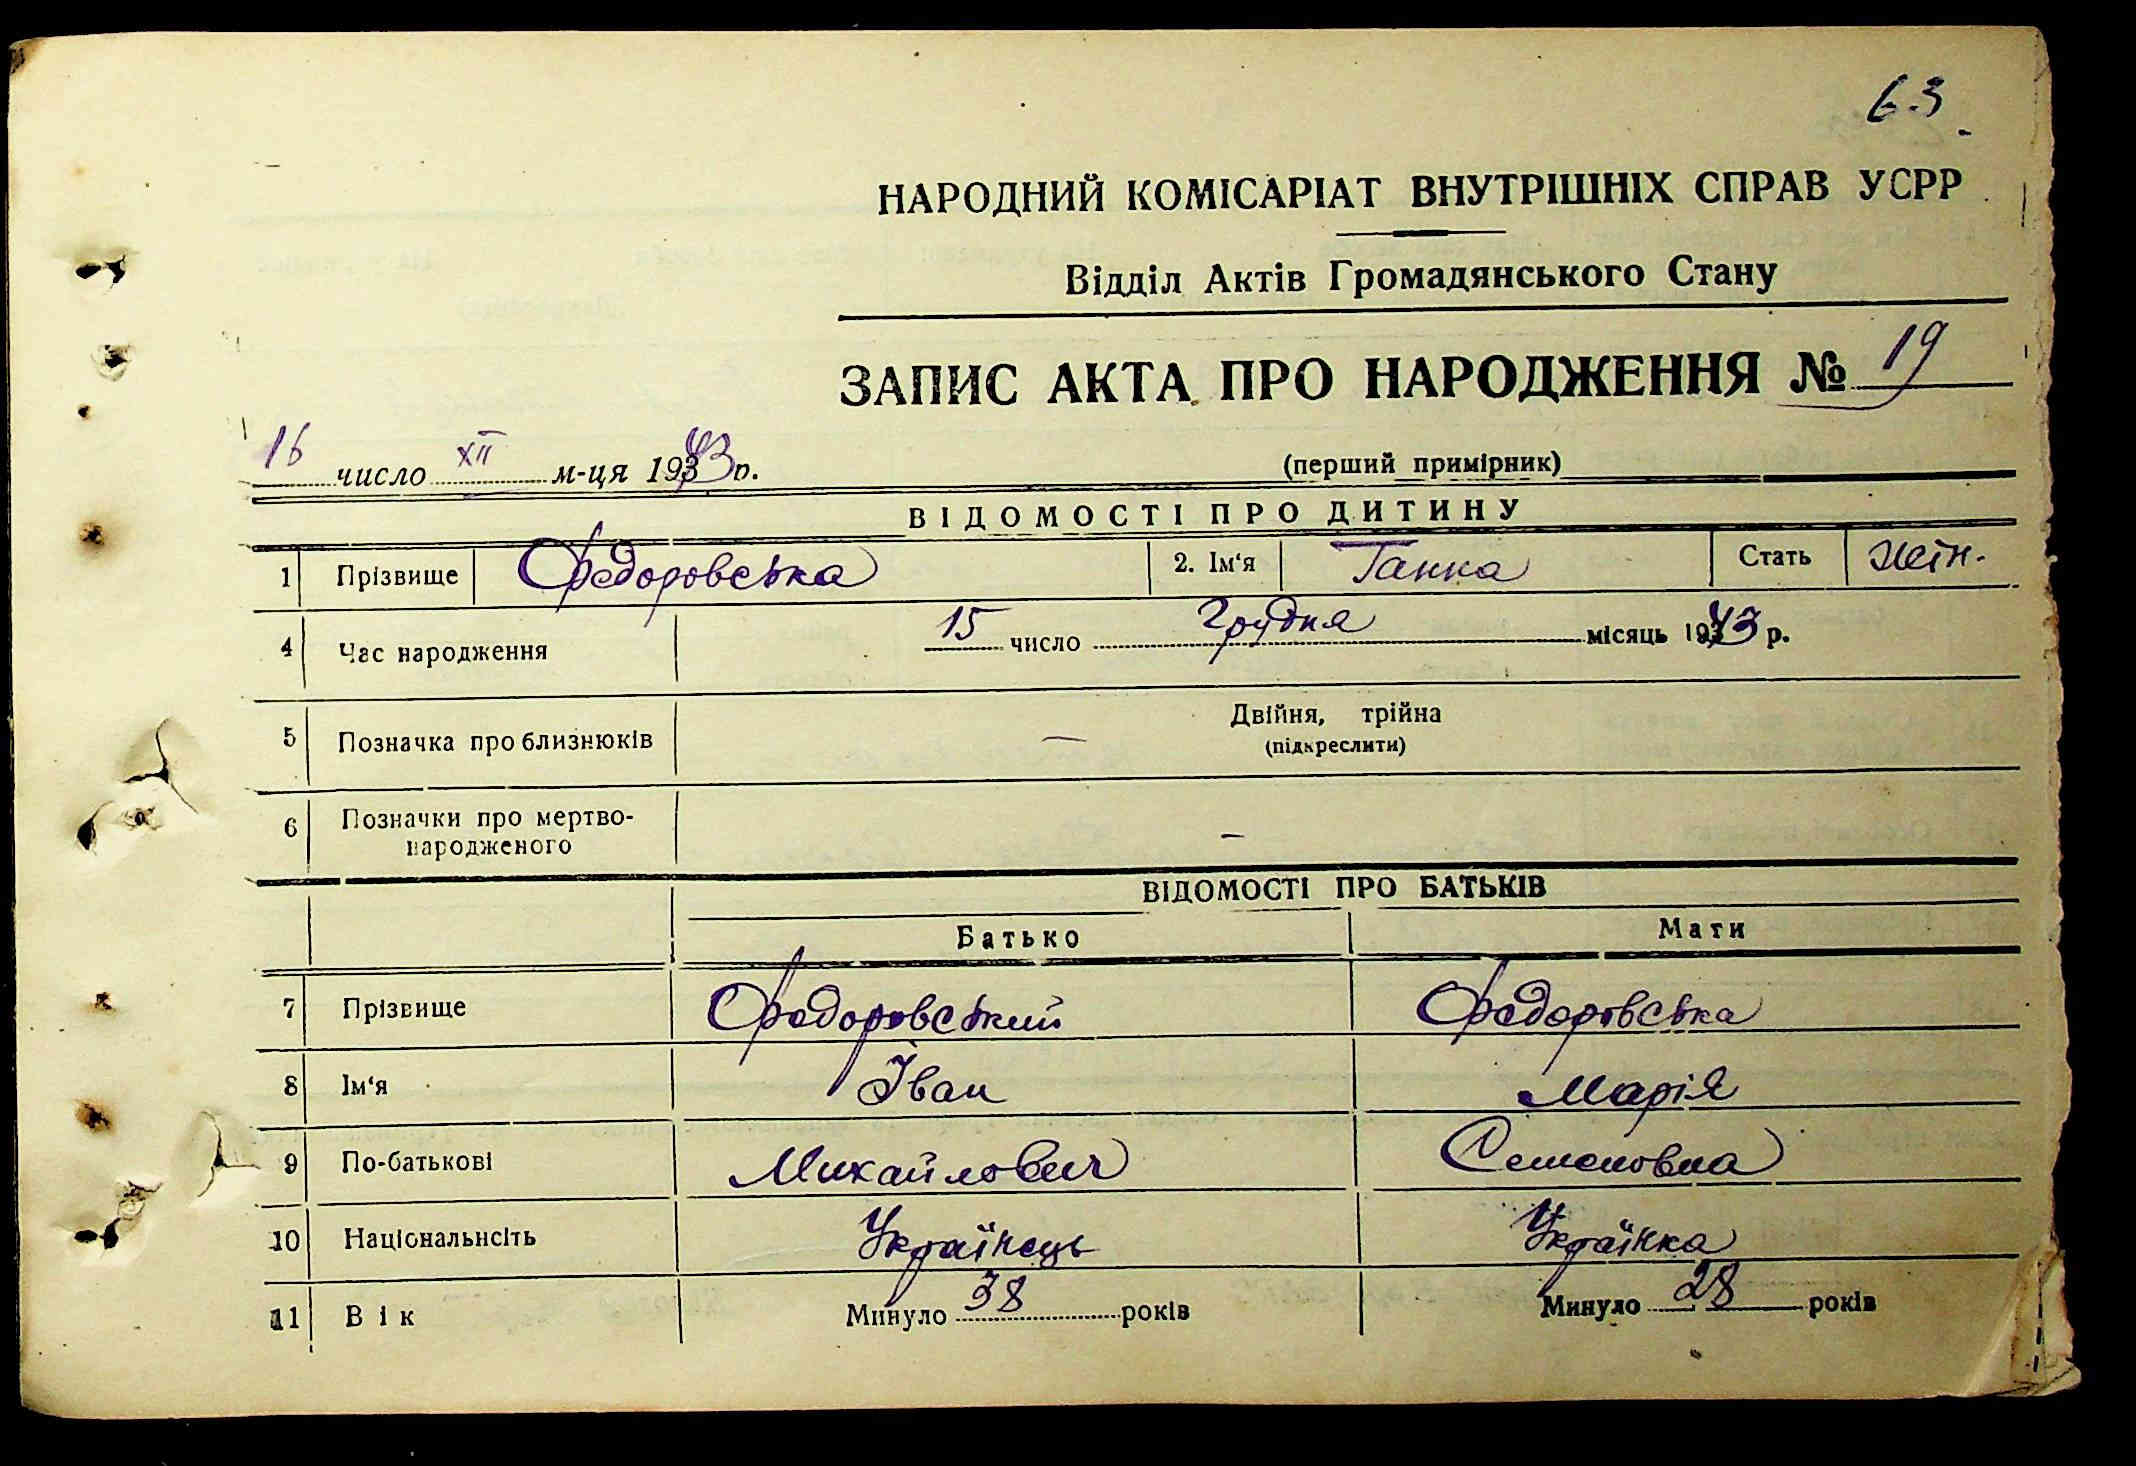 63.
НАРОДНИЙ КОМІСАРІАТ ВНУТРІШНІХ СПРАВ УСРР
Відділ Актів Громадянського Стану
ЗАПИС АКТА ПРО НАРОДЖЕННЯ № 19
16 число XII м-ця 1943 р.
(перший примірник)
ВІДОМОСТІ ПРО ДИТИНУ
1 Прізвище Федоровська 2. Ім‘я Ганна Стать жін.
4 Час народження 15 число Грудня місяць 1943 р.
5 Позначка про близнюків — Двійня, трійна
(підкреслити)
6 Позначки про мертво-
народженого —
ВІДОМОСТІ ПРО БАТЬКІВ
Батько Мати
7 Прізвище Федоровський Федоровська
8 Ім‘я Іван Марія
9 По-батькові Михайлович Семеновна
10 Національнсіть Українець Українка
11 Вік Минуло 38 років Минуло 28 років